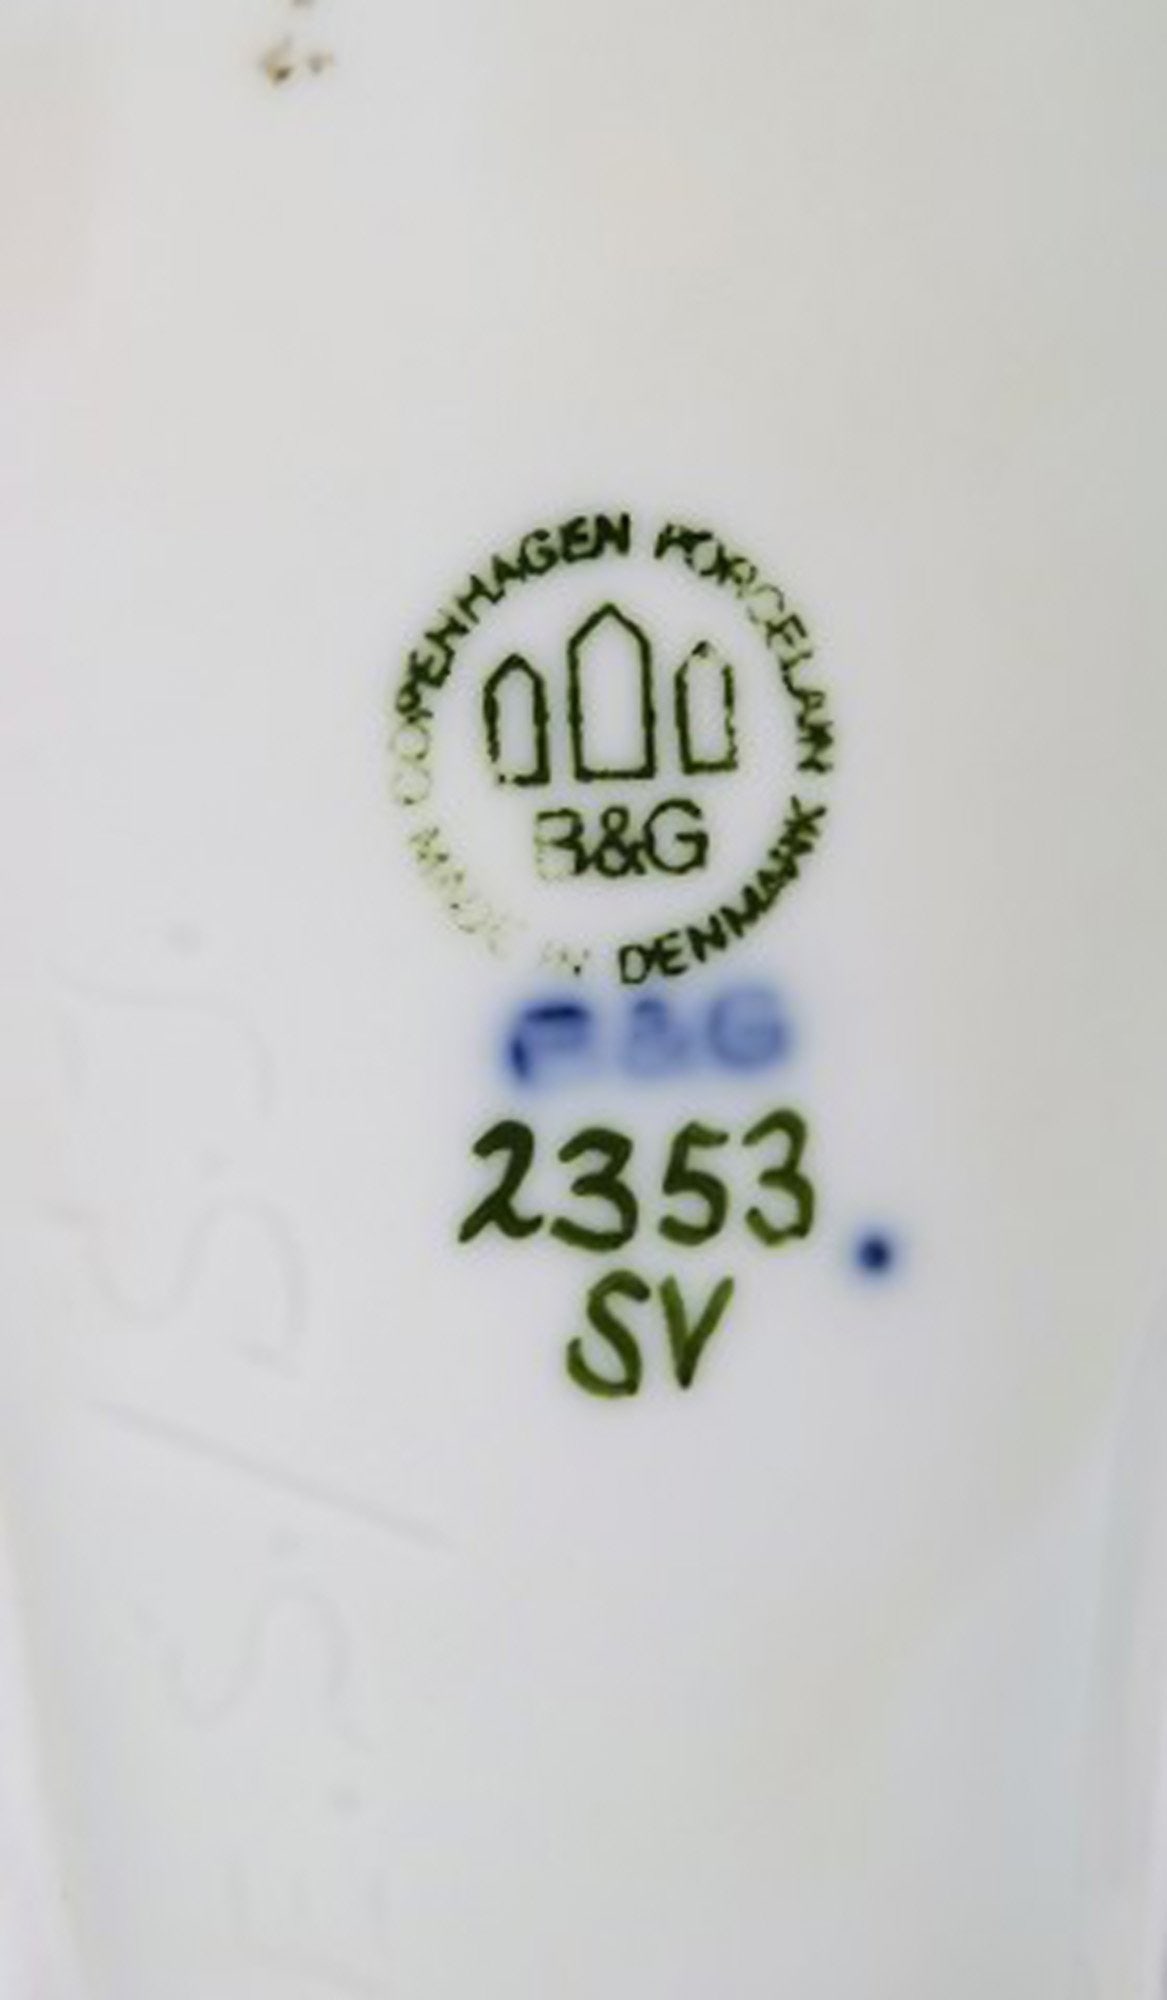 COPENHAGEN PORCELAIN
MADE IN DENMARK
B&G
B&G
2353.
SV